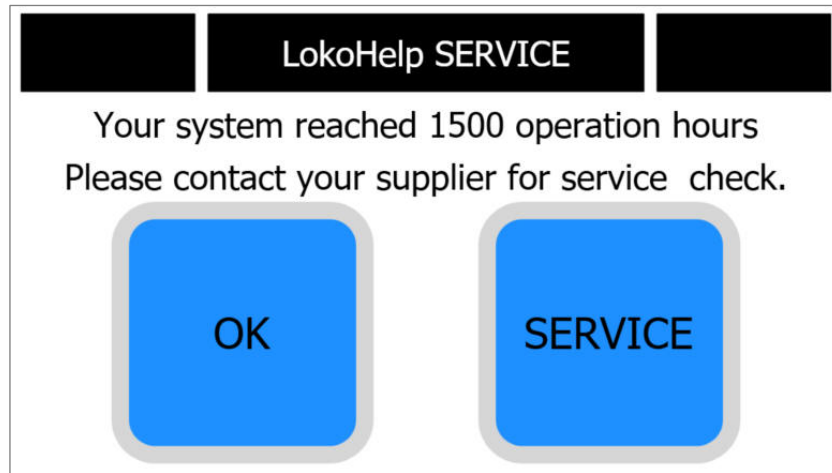 LokoHelp SERVICE
Your system reached 1500 operation hours
Please contact your supplier for service  check.
OK
SERVICE